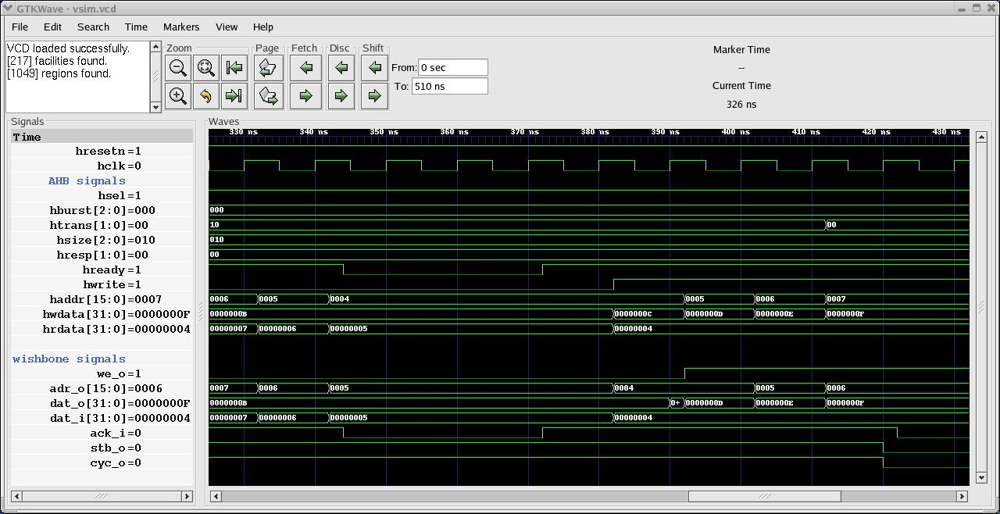 GTKWave - vsim.vcd
File Edit Search Time Markers View Help
VCD loaded successfully.
[217] facilities found.
[1049] regions found.
Zoom Page Fetch Disc Shift
From: 0 sec
To: 510 ns
Marker Time
--
Current Time
326 ns
Signals
Waves
Time
330 ns 340 ns 350 ns 360 ns 370 ns 380 ns 390 ns 400 ns 410 ns 420 ns 430 ns
hresetn=1
hclk=0
AHB signals
hsel=1
hburst[2:0]=000 000
htrans[1:0]=00 10 00
hsize[2:0]=010 010
hresp[1:0]=00 00
hready=1
hwrite=1
haddr[15:0]=0007 0006 0005 0004 0005 0006 0007
hwdata[31:0]=0000000F 0000000B 0000000C 0000000D 0000000E 0000000F
hrdata[31:0]=00000004 00000007 00000006 00000005 00000004
wishbone signals
we_o=1
adr_o[15:0]=0006 0007 0006 0005 0004 0005 0006
dat_o[31:0]=0000000F 0000000B 0+ 0000000D 0000000E 0000000F
dat_i[31:0]=00000004 00000007 00000006 00000005 00000004
ack_i=0
stb_o=0
cyc_o=0